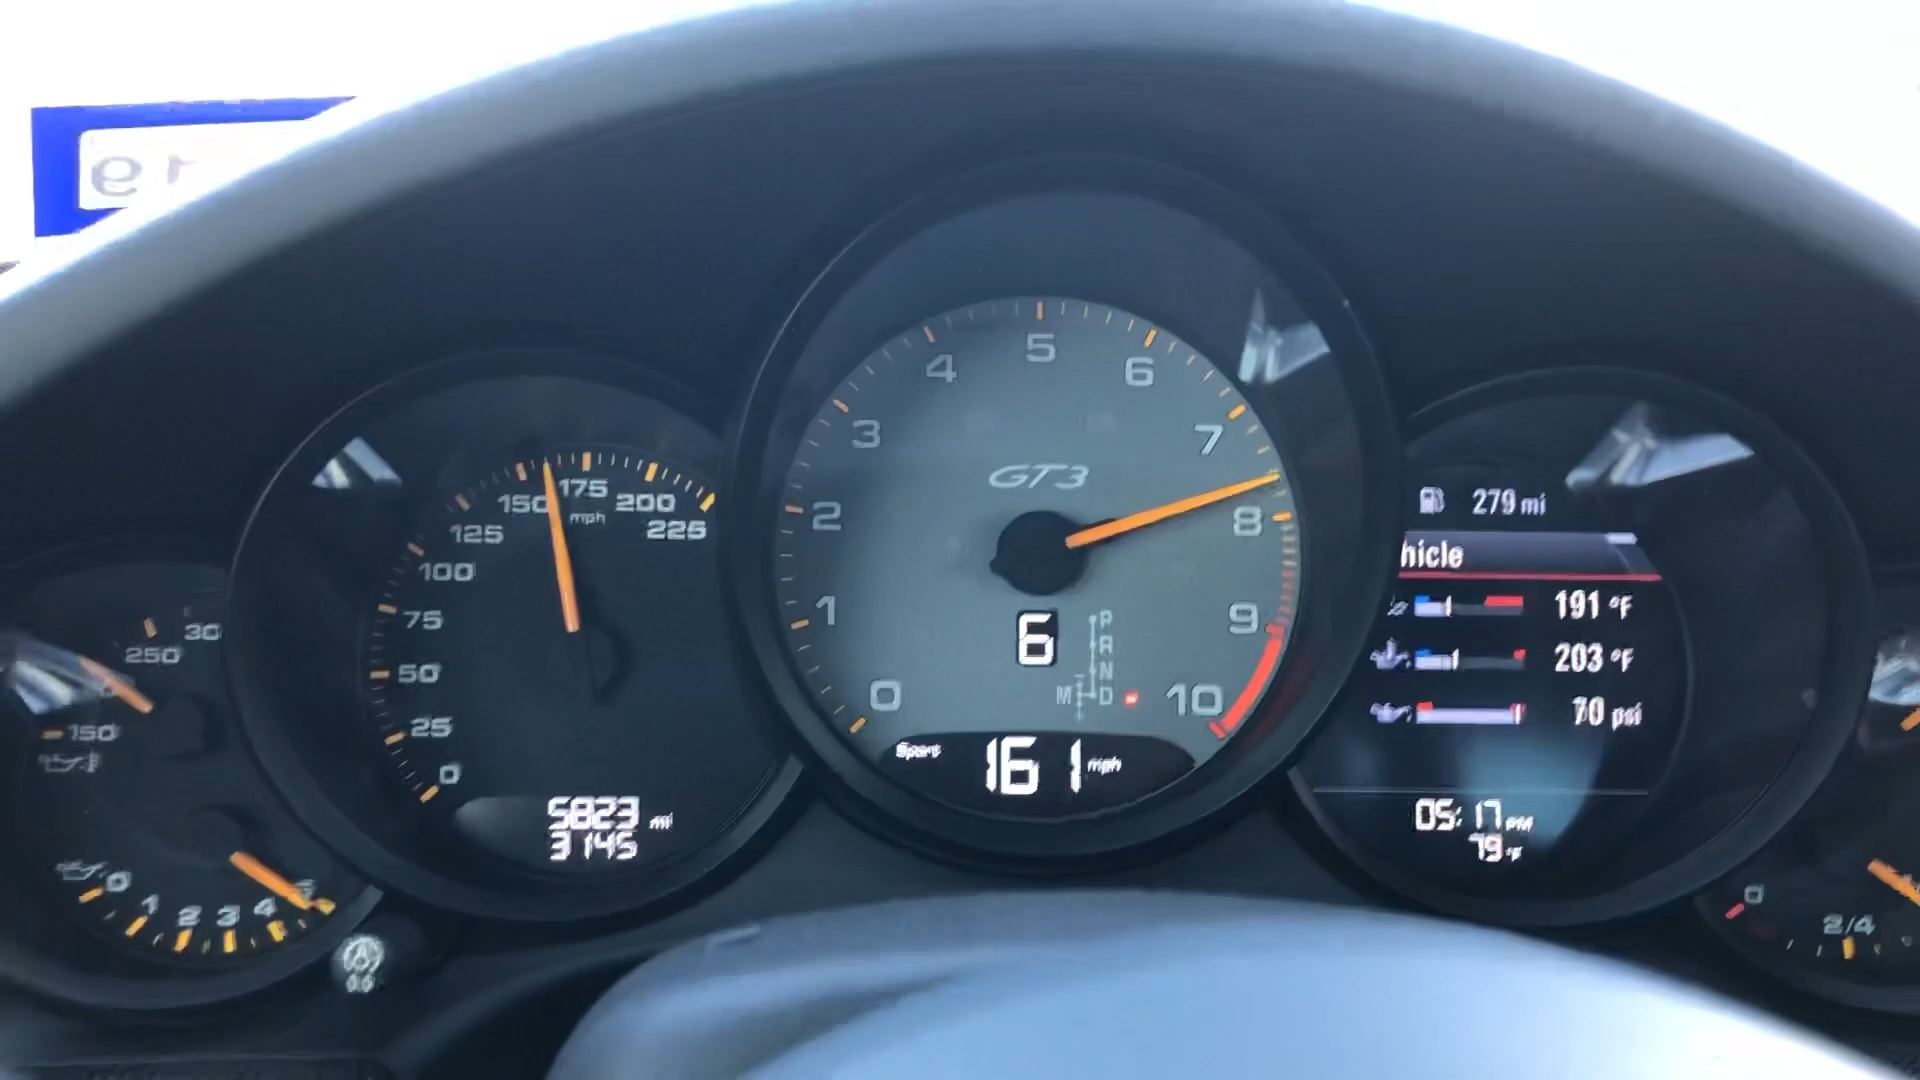 30
250
150
0 1 2 3 4
0 25 50 75 100 125 150 175 200 225
mph
5823 mi
3145
0 1 2 3 4 5 6 7 8 9 10
GT3
6
P
R
N
M D
Sport 161 mph
279 mi
hicle
191 °F
203 °F
70 psi
05:17 PM
79 °F
0 2/4